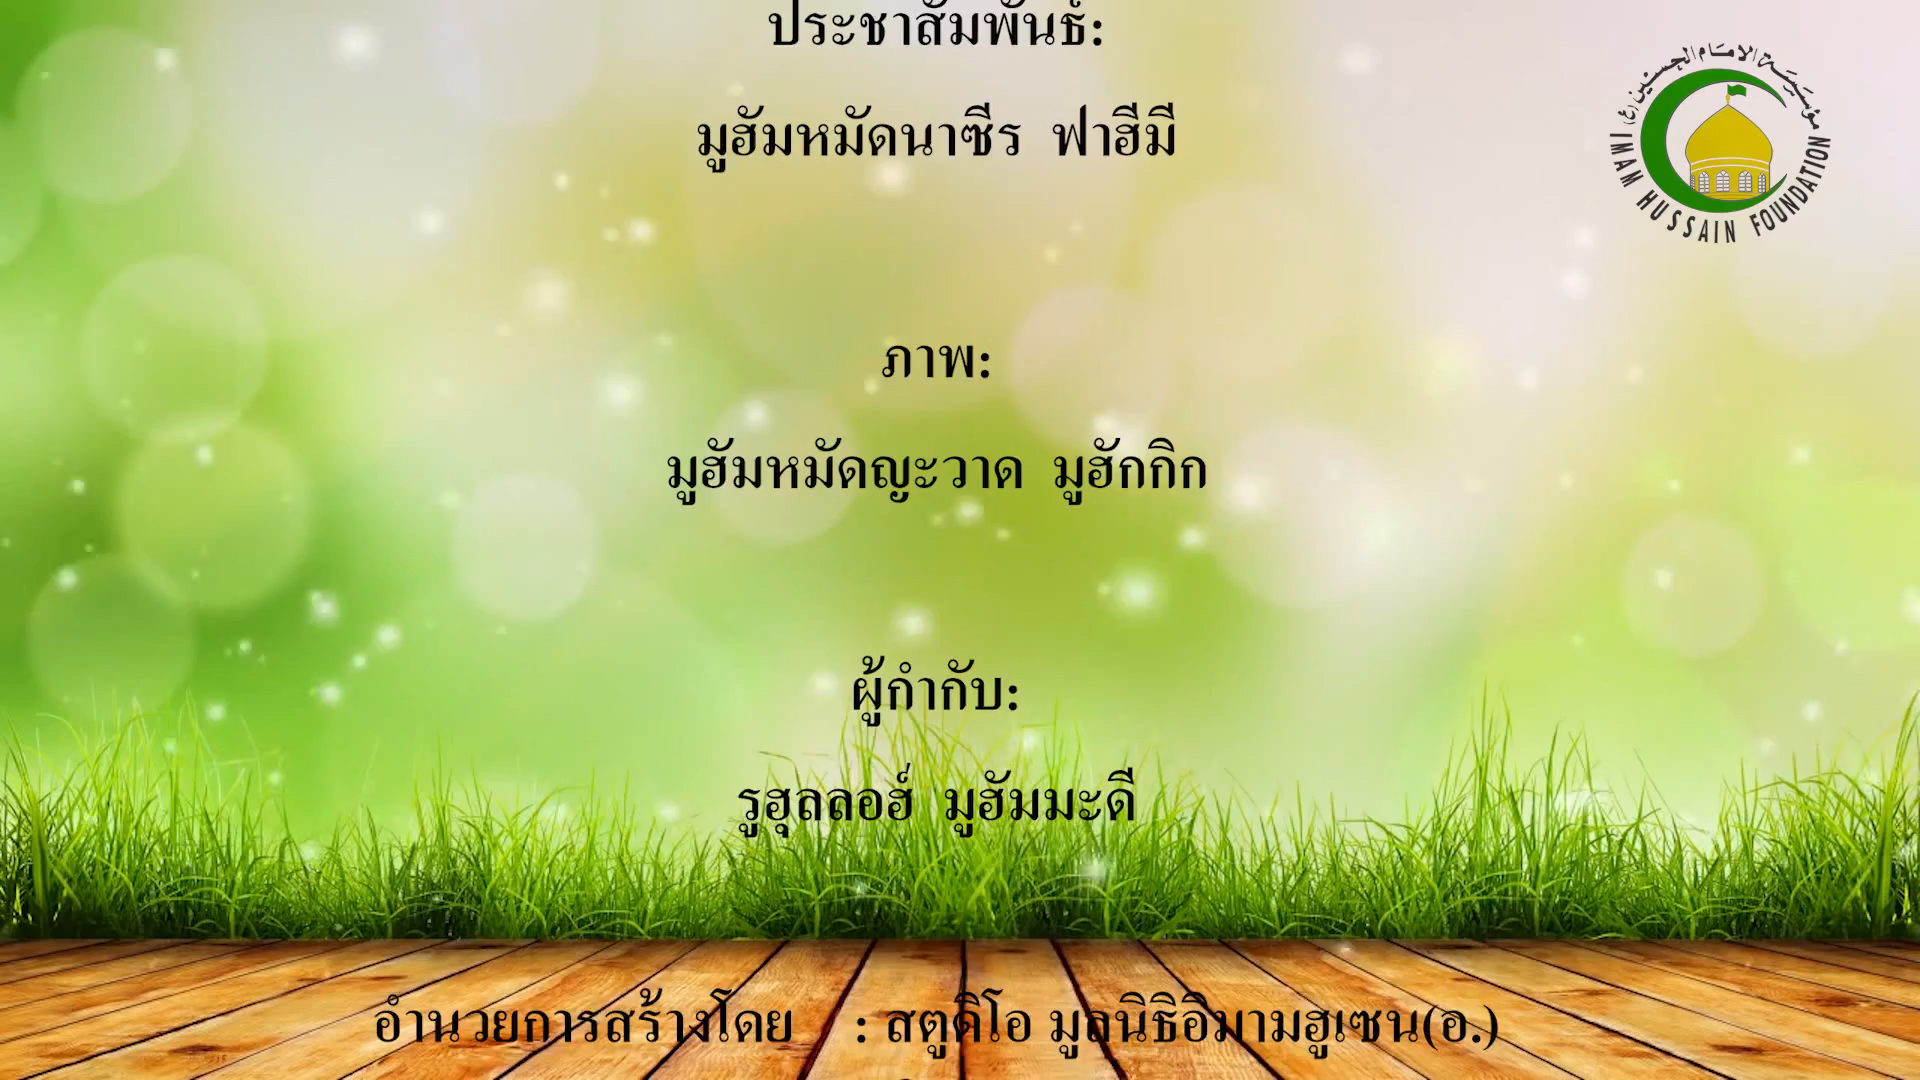 ประชาสัมพันธ์:
มูฮัมหมัดนาซีร ฟาฮีมี
ภาพ:
มูฮัมหมัดญะวาด มูฮักกิก
ผู้กำกับ:
รูฮุลลอฮ์ มูฮัมมะดี
อำนวยการสร้างโดย : สตูดิโอ มูลนิธิอิมามฮูเซน(อ.)
مؤسسة الامام الحسين (ع)
IMAM HUSSAIN FOUNDATION